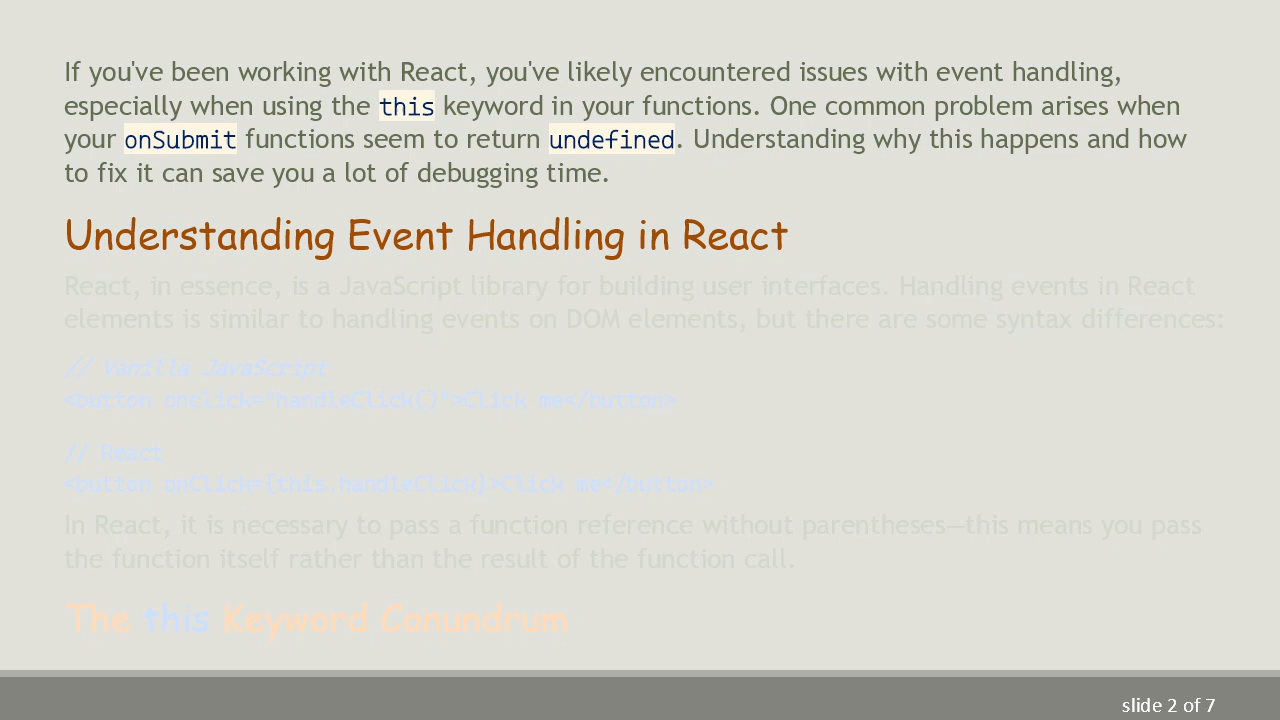 If you've been working with React, you've likely encountered issues with event handling,
especially when using the this keyword in your functions. One common problem arises when
your onSubmit functions seem to return undefined. Understanding why this happens and how
to fix it can save you a lot of debugging time.
Understanding Event Handling in React
React, in essence, is a JavaScript library for building user interfaces. Handling events in React
elements is similar to handling events on DOM elements, but there are some syntax differences:
// Vanilla JavaScript
<button onclick="handleClick()">Click me</button>
// React
<button onClick={this.handleClick}>Click me</button>
In React, it is necessary to pass a function reference without parentheses—this means you pass
the function itself rather than the result of the function call.
The this Keyword Conundrum
slide 2 of 7